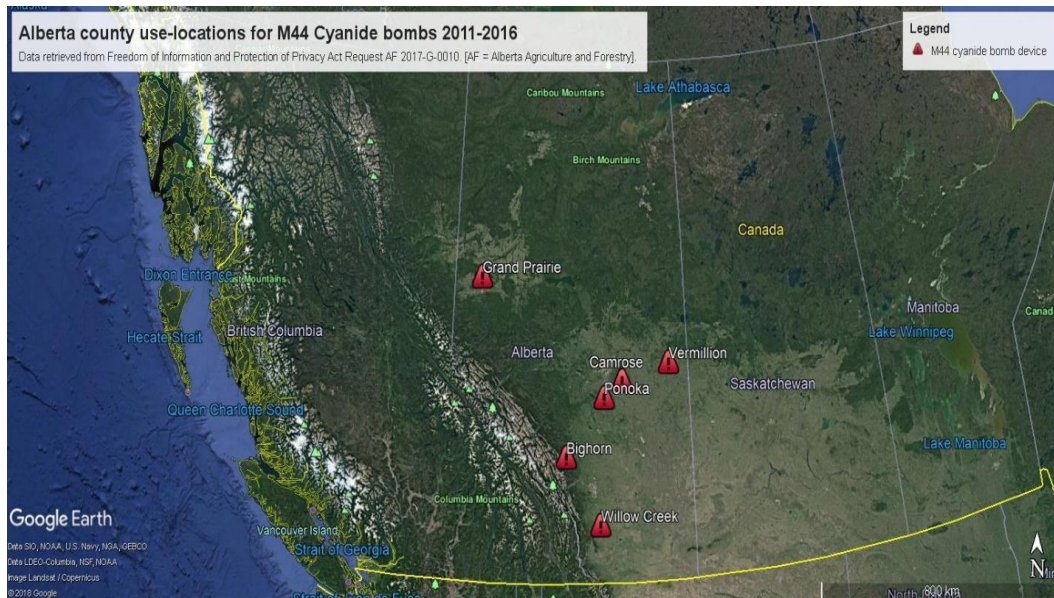 Alaska
Alberta county use-locations for M44 Cyanide bombs 2011-2016
Data retrieved from Freedom of Information and Protection of Privacy Act Request AF 2017-G-0010. [AF = Alberta Agriculture and Forestry].
Legend
M44 cyanide bomb device
Caribou Mountains
Lake Athabasca
Birch Mountains
Canada
Grand Prairie
Dixon Entrance
Coast Mountains
Manitoba
Hecate Strait
British Columbia
Lake Winnipeg
Alberta
Camrose
Vermillion
Ponoka
Saskatchewan
Queen Charlotte Sound
Lake Manitoba
Bighorn
Columbia Mountains
Willow Creek
Google Earth
Vancouver Island
Strait of Georgia
Data SIO, NOAA, U.S. Navy, NGA, GEBCO
Data LDEO-Columbia, NSF, NOAA
Image Landsat / Copernicus
© 2018 Google
N
800 km
North Dakota